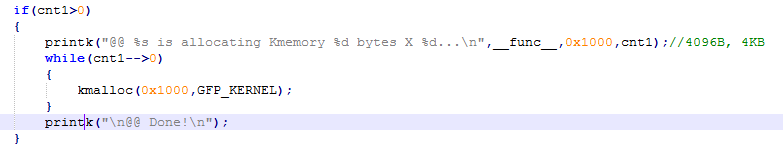 if(cnt1>0)
{
printk("@@ %s is allocating Kmemory %d bytes X %d...\n",__func__,0x1000,cnt1);//4096B, 4KB
while(cnt1-->0)
{
kmalloc(0x1000,GFP_KERNEL);
}
printk("\n@@ Done!\n");
}